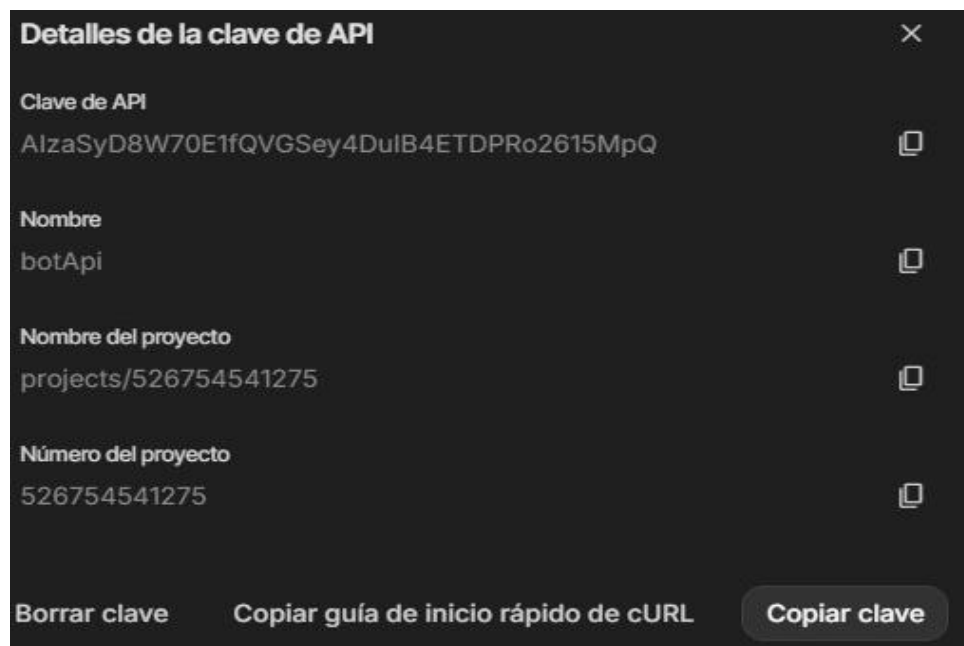 Detalles de la clave de API
Clave de API
AIzaSyD8W70E1fQVGSey4DuIB4ETDPRo2615MpQ
Nombre
botApi
Nombre del proyecto
projects/526754541275
Número del proyecto
526754541275
Borrar clave Copiar guía de inicio rápido de cURL Copiar clave